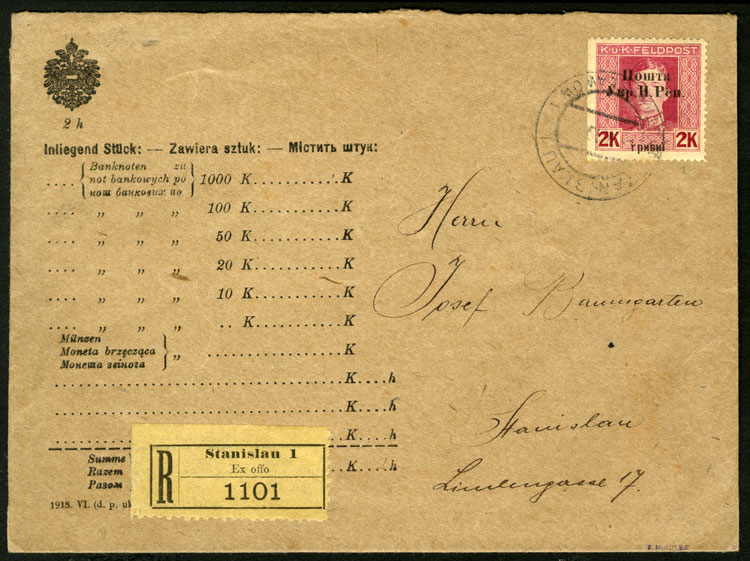 2 h
Inliegend Stück: — Zawiera sztuk: — Містить штук:
.... Banknoten zu 1000 K..........K
not bankowych po
нот банкових по
.... „ „ „ 100 K..........K
.... „ „ „ 50 K..........K
.... „ „ „ 20 K..........K
.... „ „ „ 10 K..........K
.... „ „ „ .. K..........K
Münzen
Moneta brzęcząca „ ..........K
Монета звінога
K....h
K....h
K....h
Summe
Razem K....h
Разом
1918. VI. (d. p. u
R
Stanislau 1
Ex offo
1101
K.u.K.FELDPOST
Пошта
Укр. Н. Реп.
2K 2K
Гривні
Herrn
Josef Baumgarten
Stanislau
Lindengasse 17.